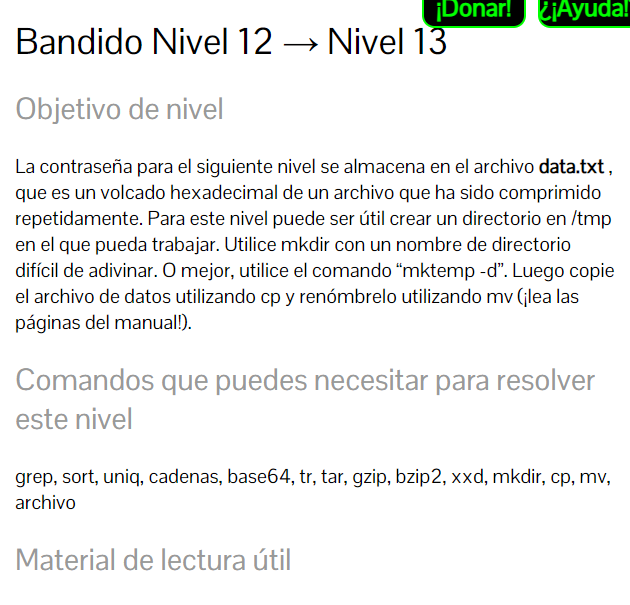 ¡Donar!
¿¡Ayuda!
Bandido Nivel 12 → Nivel 13
Objetivo de nivel
La contraseña para el siguiente nivel se almacena en el archivo data.txt ,
que es un volcado hexadecimal de un archivo que ha sido comprimido
repetidamente. Para este nivel puede ser útil crear un directorio en /tmp
en el que pueda trabajar. Utilice mkdir con un nombre de directorio
difícil de adivinar. O mejor, utilice el comando “mktemp -d”. Luego copie
el archivo de datos utilizando cp y renómbrelo utilizando mv (¡lea las
páginas del manual!).
Comandos que puedes necesitar para resolver
este nivel
grep, sort, uniq, cadenas, base64, tr, tar, gzip, bzip2, xxd, mkdir, cp, mv,
archivo
Material de lectura útil